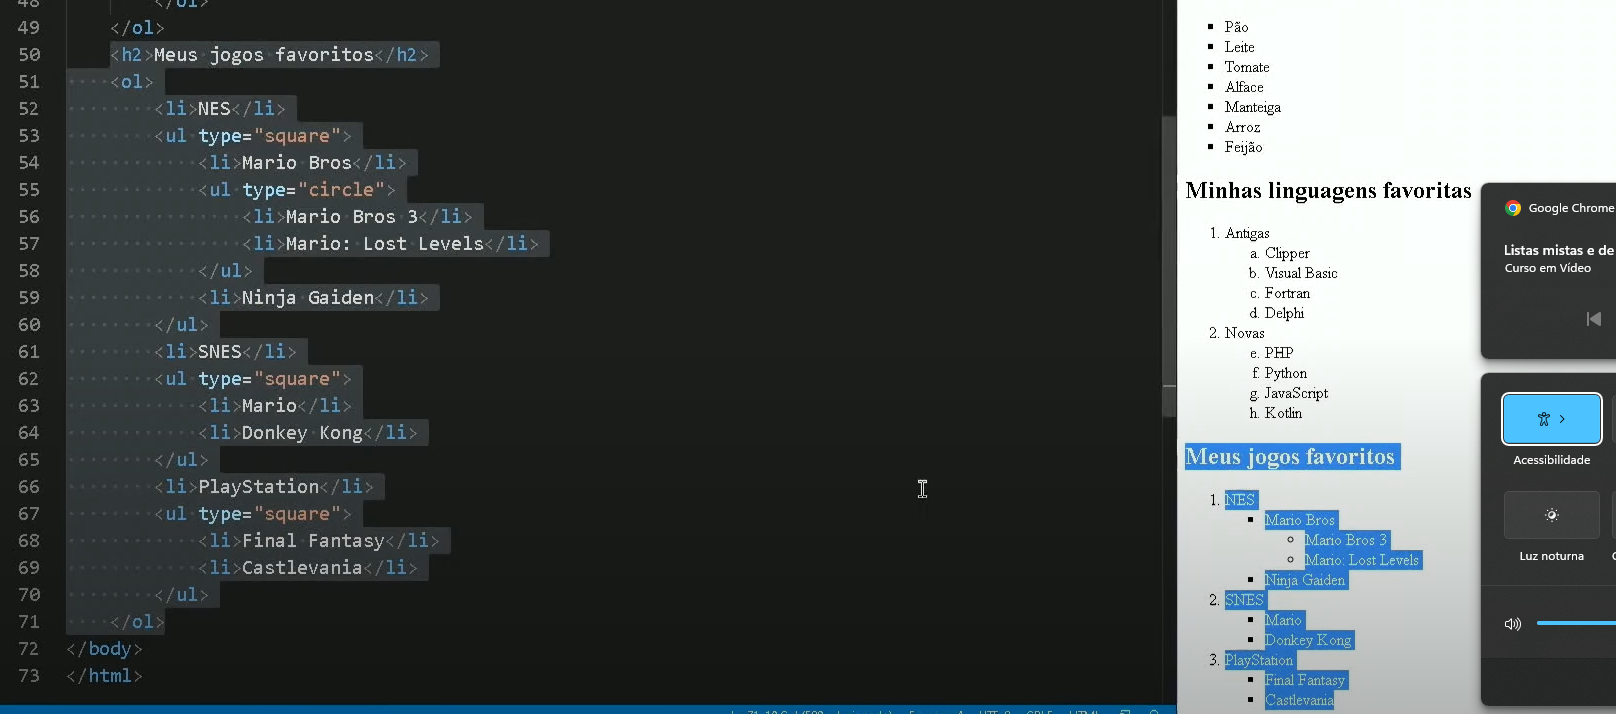 48 </ol>
49 </ol>
50 <h2>Meus jogos favoritos</h2>
51 <ol>
52 <li>NES</li>
53 <ul type="square">
54 <li>Mario Bros</li>
55 <ul type="circle">
56 <li>Mario Bros 3</li>
57 <li>Mario: Lost Levels</li>
58 </ul>
59 <li>Ninja Gaiden</li>
60 </ul>
61 <li>SNES</li>
62 <ul type="square">
63 <li>Mario</li>
64 <li>Donkey Kong</li>
65 </ul>
66 <li>PlayStation</li>
67 <ul type="square">
68 <li>Final Fantasy</li>
69 <li>Castlevania</li>
70 </ul>
71 </ol>
72 </body>
73 </html>
Pão
Leite
Tomate
Alface
Manteiga
Arroz
Feijão
Minhas linguagens favoritas
1. Antigas
a. Clipper
b. Visual Basic
c. Fortran
d. Delphi
2. Novas
e. PHP
f. Python
g. JavaScript
h. Kotlin
Meus jogos favoritos
1. NES
Mario Bros
Mario Bros 3
Mario: Lost Levels
Ninja Gaiden
2. SNES
Mario
Donkey Kong
3. PlayStation
Final Fantasy
Castlevania
Google Chrome
Listas mistas e de
Curso em Vídeo
Acessibilidade
Luz noturna